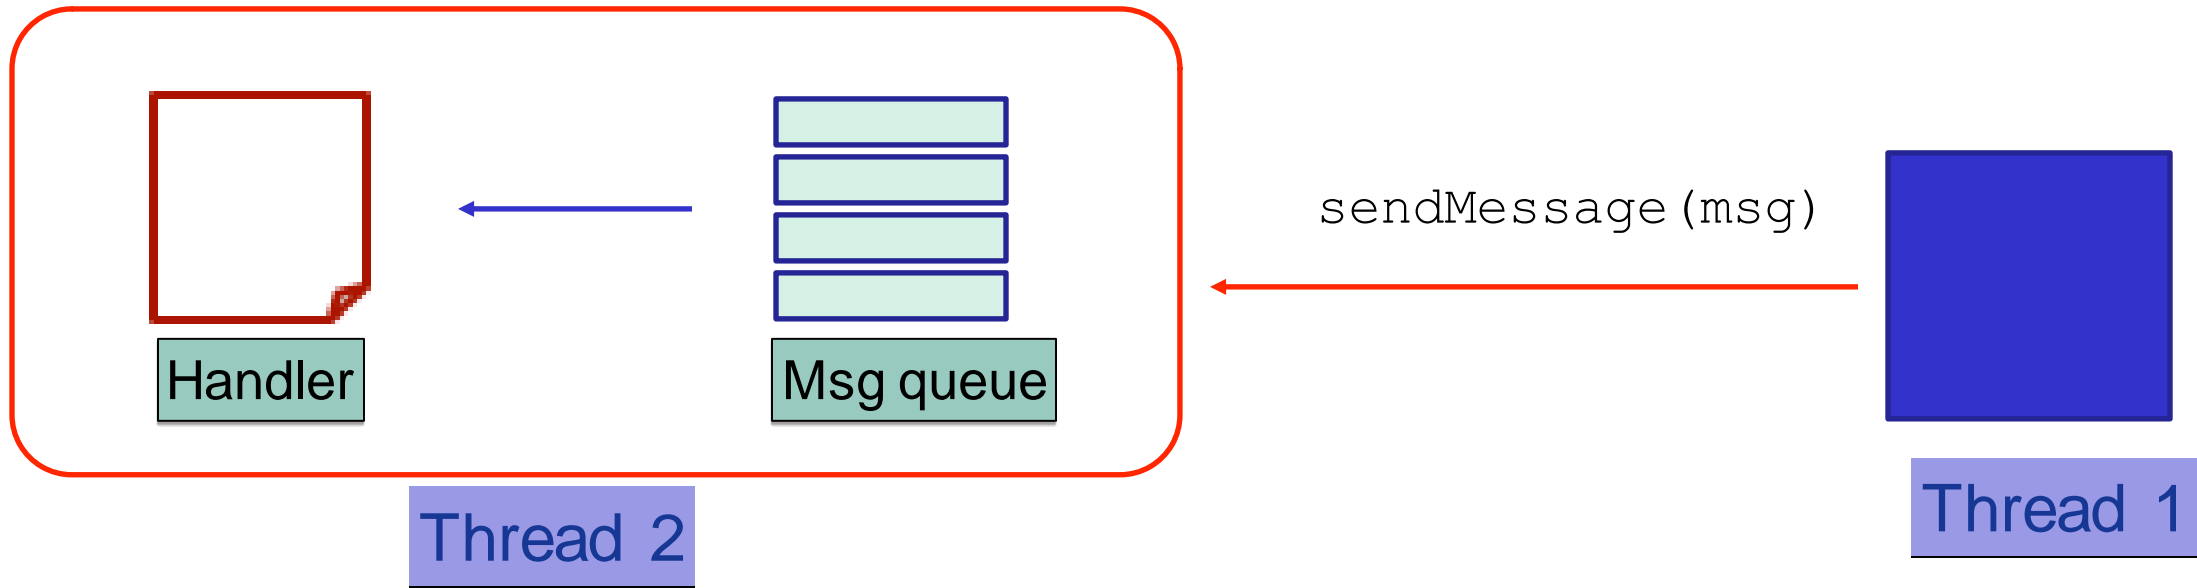 sendMessage(msg)
Handler
Msg queue
Thread 2
Thread 1